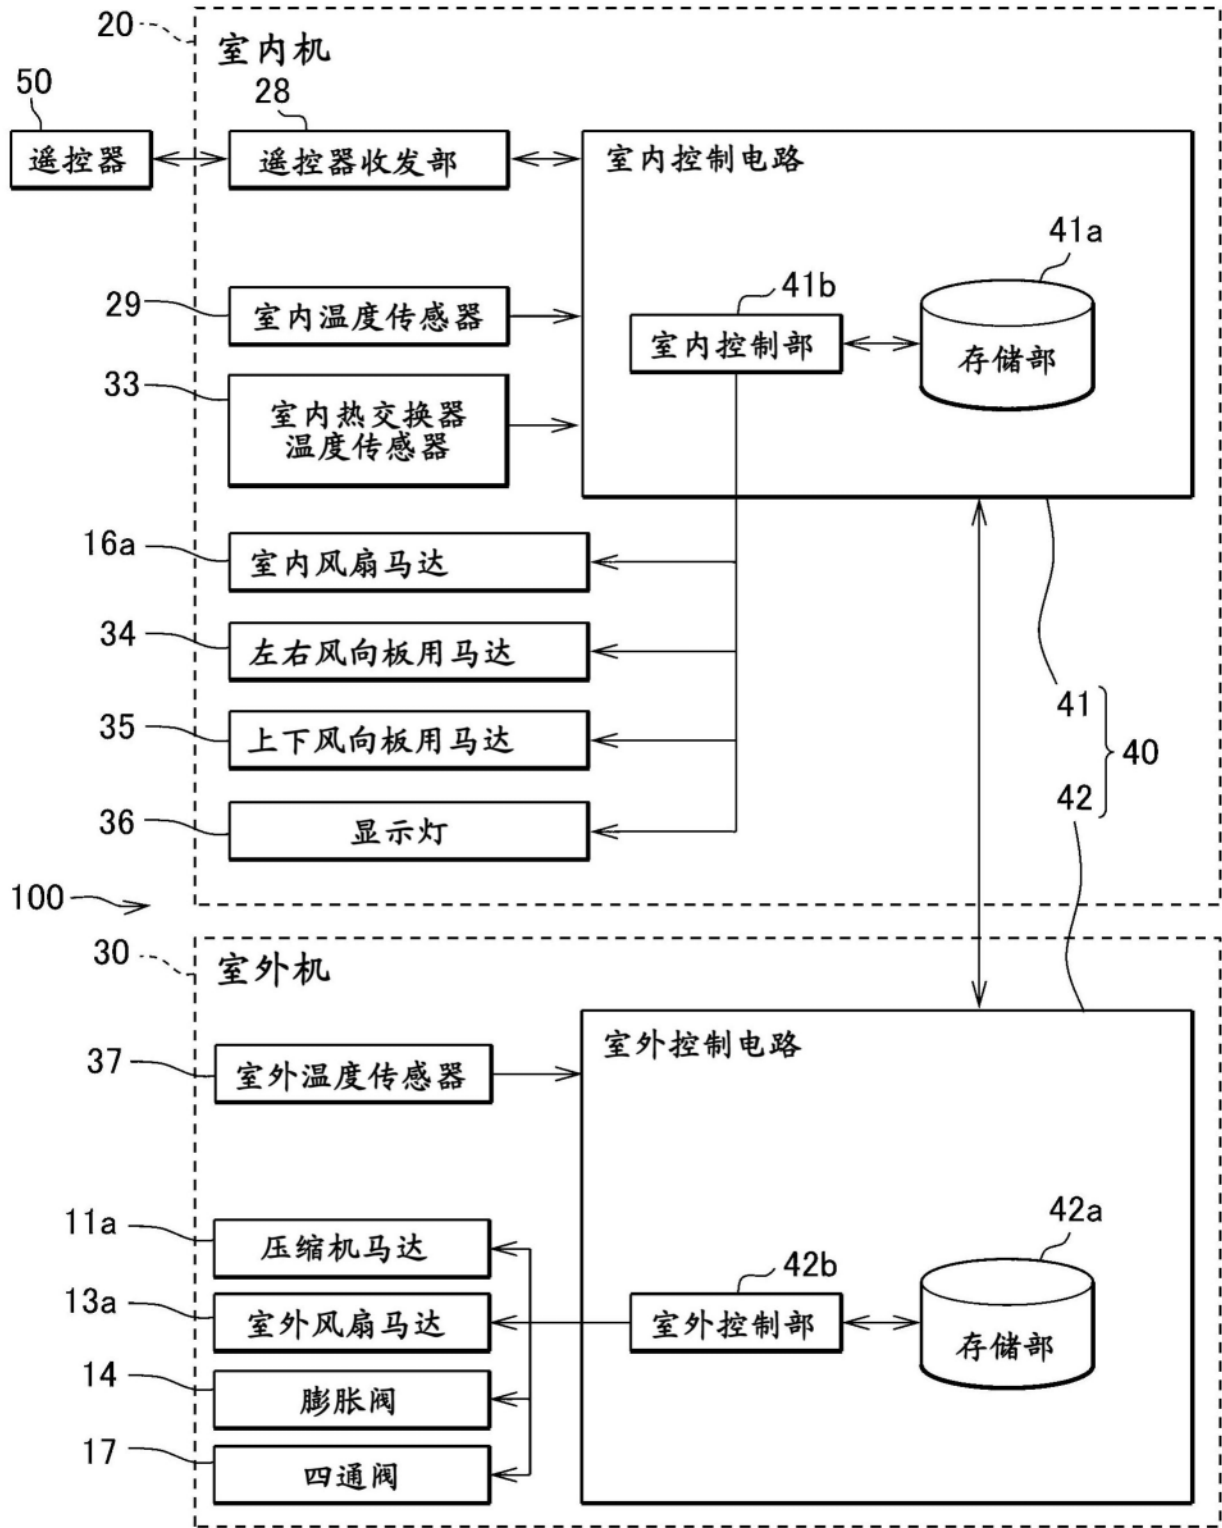 20
室内机
50
28
遥控器
遥控器收发部
室内控制电路
41a
29
室内温度传感器
41b
室内控制部
存储部
33
室内热交换器
温度传感器
16a
室内风扇马达
34
左右风向板用马达
41
35
上下风向板用马达
40
42
36
显示灯
100
30
室外机
室外控制电路
37
室外温度传感器
11a
压缩机马达
42a
42b
13a
室外风扇马达
室外控制部
存储部
14
膨胀阀
17
四通阀